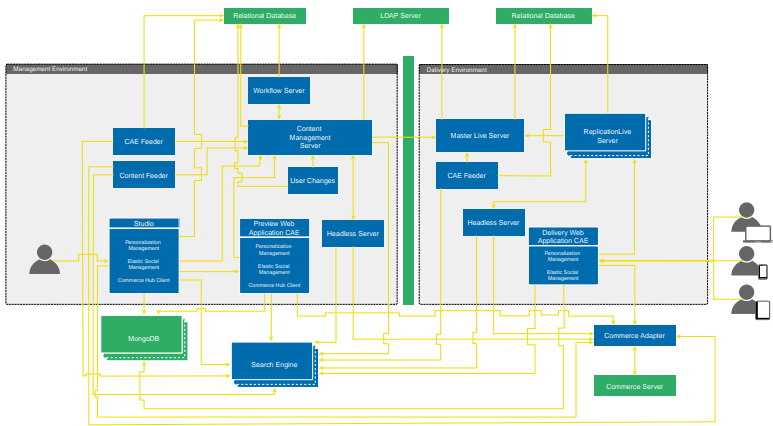 Relational Database
LDAP Server
Relational Database
Management Environment
Delivery Environment
Workflow Server
Content
Management
Server
CAE Feeder
Content Feeder
User Changes
Master Live Server
ReplicationLive
Server
CAE Feeder
Studio
Personalization
Management
Elastic Social
Management
Commerce Hub Client
Preview Web
Application CAE
Personalization
Management
Elastic Social
Management
Commerce Hub Client
Headless Server
Headless Server
Delivery Web
Application CAE
Personalization
Management
Elastic Social
Management
MongoDB
Search Engine
Commerce Adapter
Commerce Server